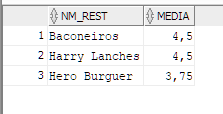 NM_REST MEDIA
1 Baconeiros 4,5
2 Harry Lanches 4,5
3 Hero Burguer 3,75